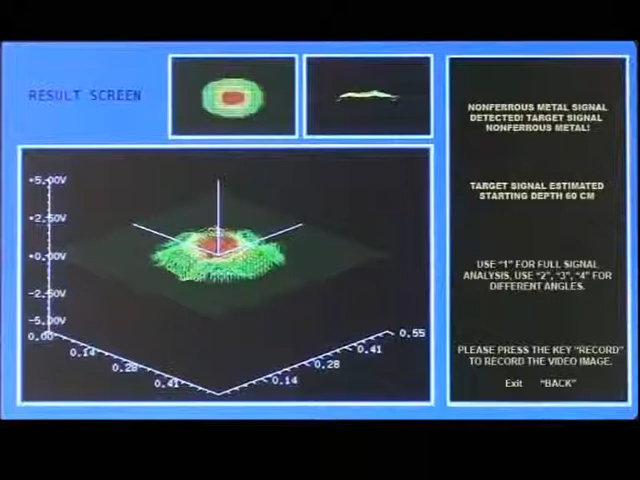 RESULT SCREEN
NONFERROUS METAL SIGNAL
DETECTED! TARGET SIGNAL
NONFERROUS METAL!
TARGET SIGNAL ESTIMATED
STARTING DEPTH 60 CM
USE "1" FOR FULL SIGNAL
ANALYSIS, USE "2", "3", "4" FOR
DIFFERENT ANGLES.
PLEASE PRESS THE KEY "RECORD"
TO RECORD THE VIDEO IMAGE.
Exit "BACK"
+5.00V
+2.50V
+0.00V
-2.50V
-5.00V
0.00
0.14
0.28
0.41
0.14
0.28
0.41
0.55